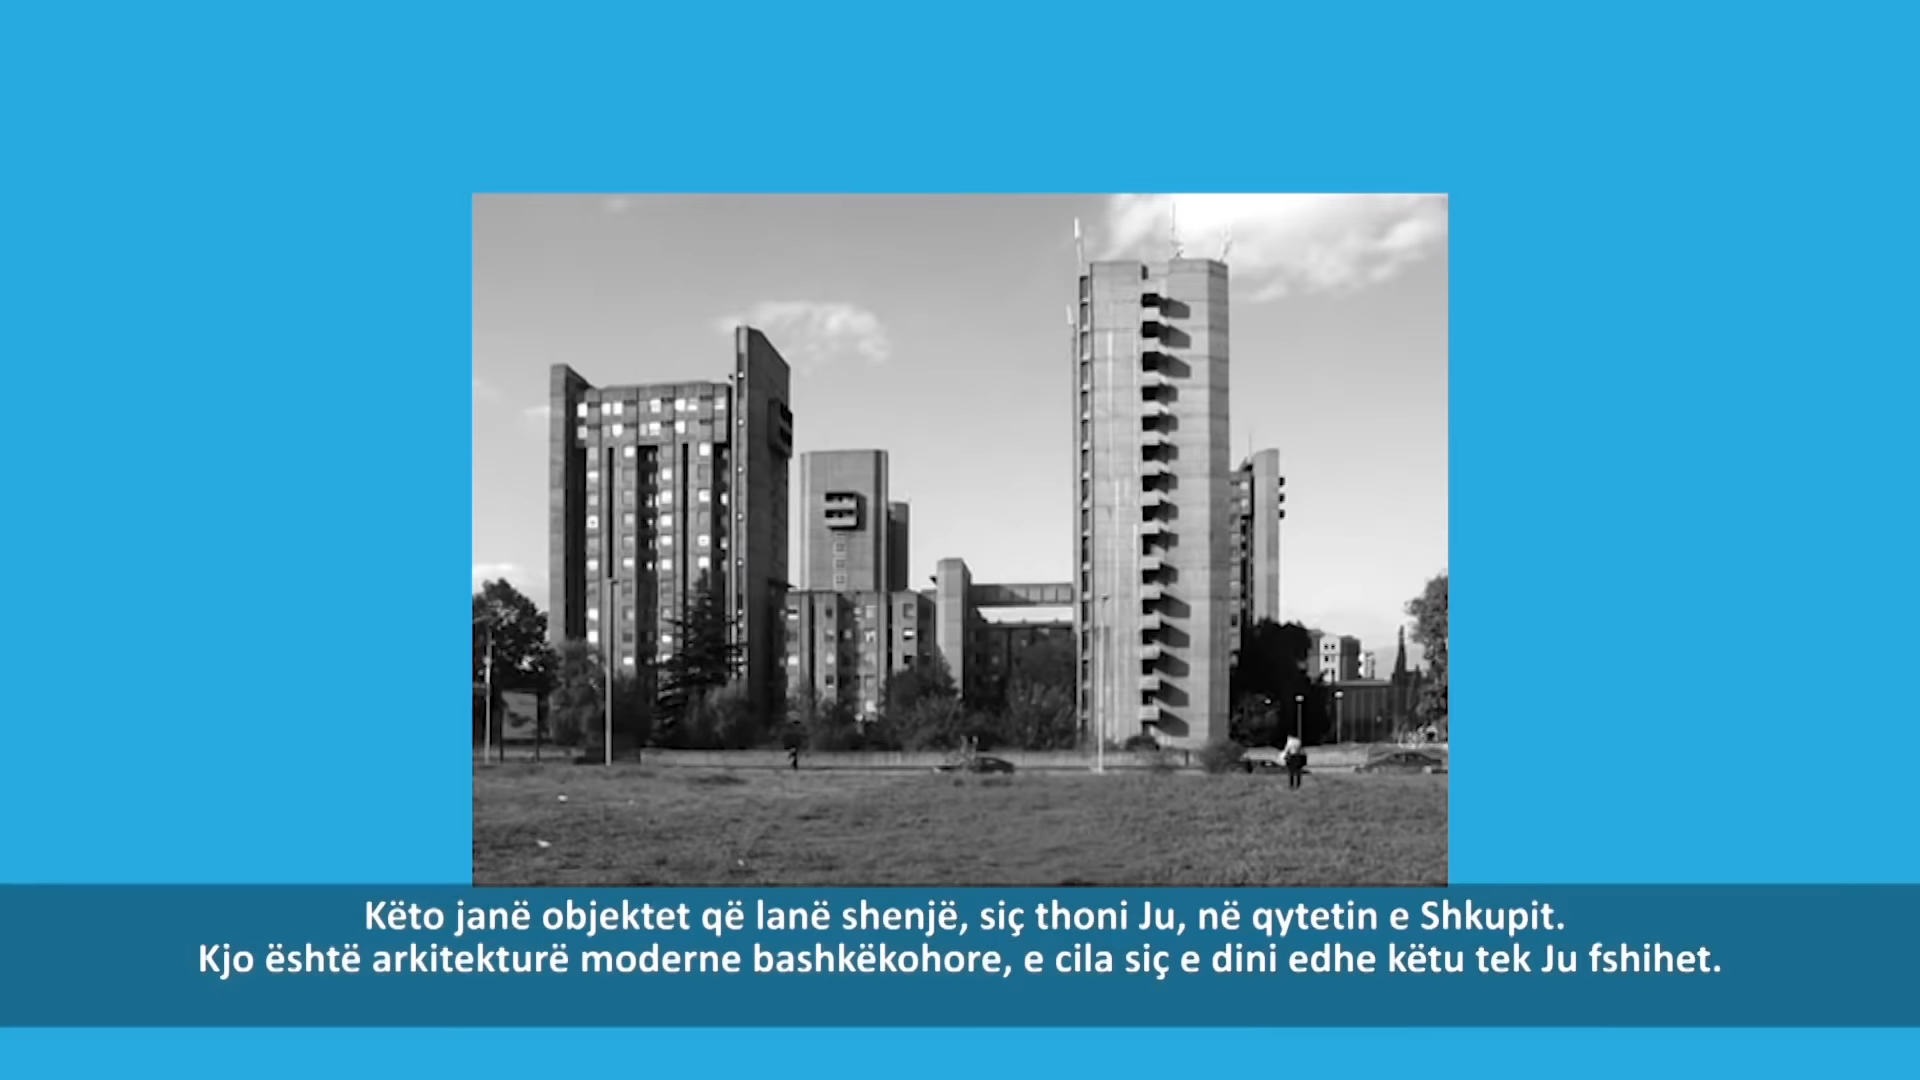 Këto janë objektet që lanë shenjë, siç thoni Ju, në qytetin e Shkupit.
Kjo është arkitekturë moderne bashkëkohore, e cila siç e dini edhe këtu tek Ju fshihet.